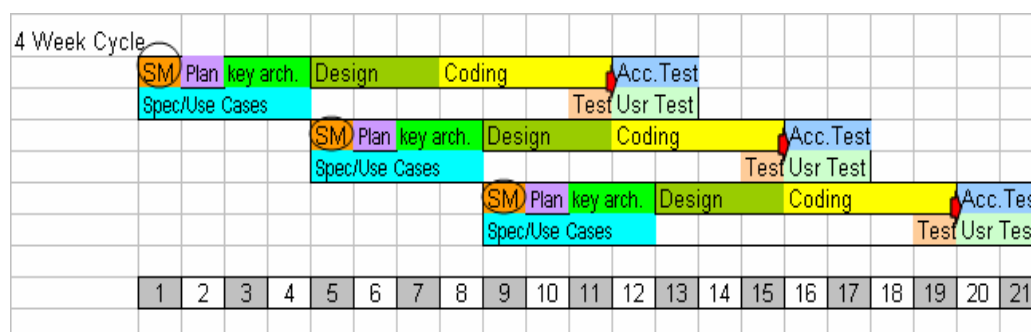 4 Week Cycle
SM Plan key arch. Design Coding Acc.Test
Spec/Use Cases Test Usr Test
SM Plan key arch. Design Coding Acc.Test
Spec/Use Cases Test Usr Test
SM Plan key arch. Design Coding Acc.Tes
Spec/Use Cases Test Usr Tes
1 2 3 4 5 6 7 8 9 10 11 12 13 14 15 16 17 18 19 20 21